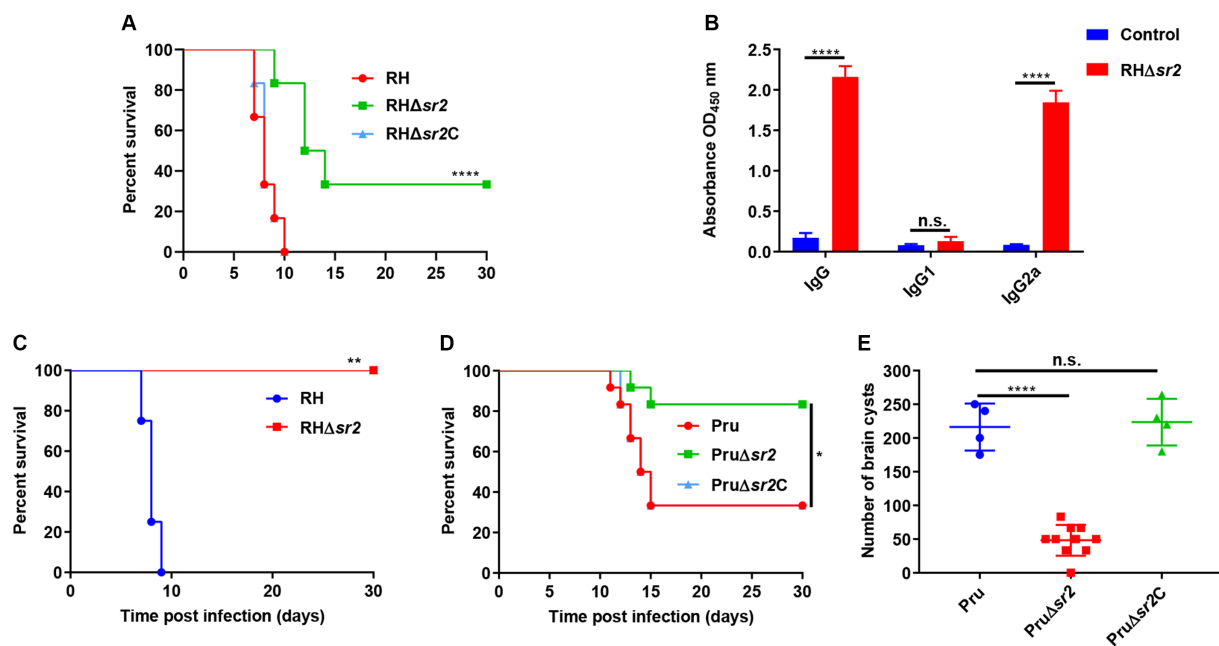 A
100
80
60
40
20
0
Percent survival
0 5 10 15 20 25 30
RH
RHΔsr2
RHΔsr2C
****
B
2.5
2.0
1.5
1.0
0.5
0.0
Absorbance OD450 nm
****
n.s.
****
IgG
IgG1
IgG2a
Control
RHΔsr2
C
100
80
60
40
20
0
Percent survival
0 10 20 30
Time post infection (days)
**
RH
RHΔsr2
D
100
80
60
40
20
0
Percent survival
0 5 10 15 20 25 30
Time post infection (days)
Pru
PruΔsr2
PruΔsr2C
*
E
300
250
200
150
100
50
0
Number of brain cysts
n.s.
****
Pru
PruΔsr2
PruΔsr2C